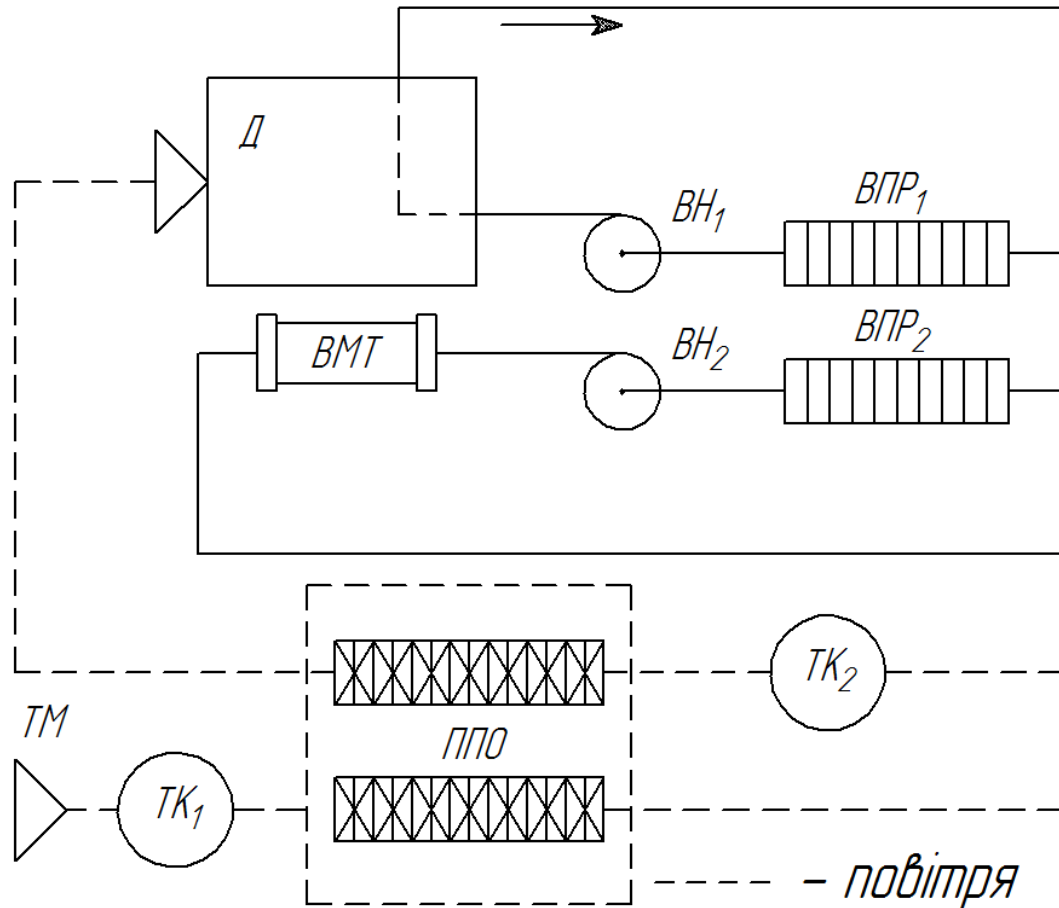 Д
ВН₁
ВПР₁
ВМТ
ВН₂
ВПР₂
ТК₂
ТМ
ППО
ТК₁
– повітря